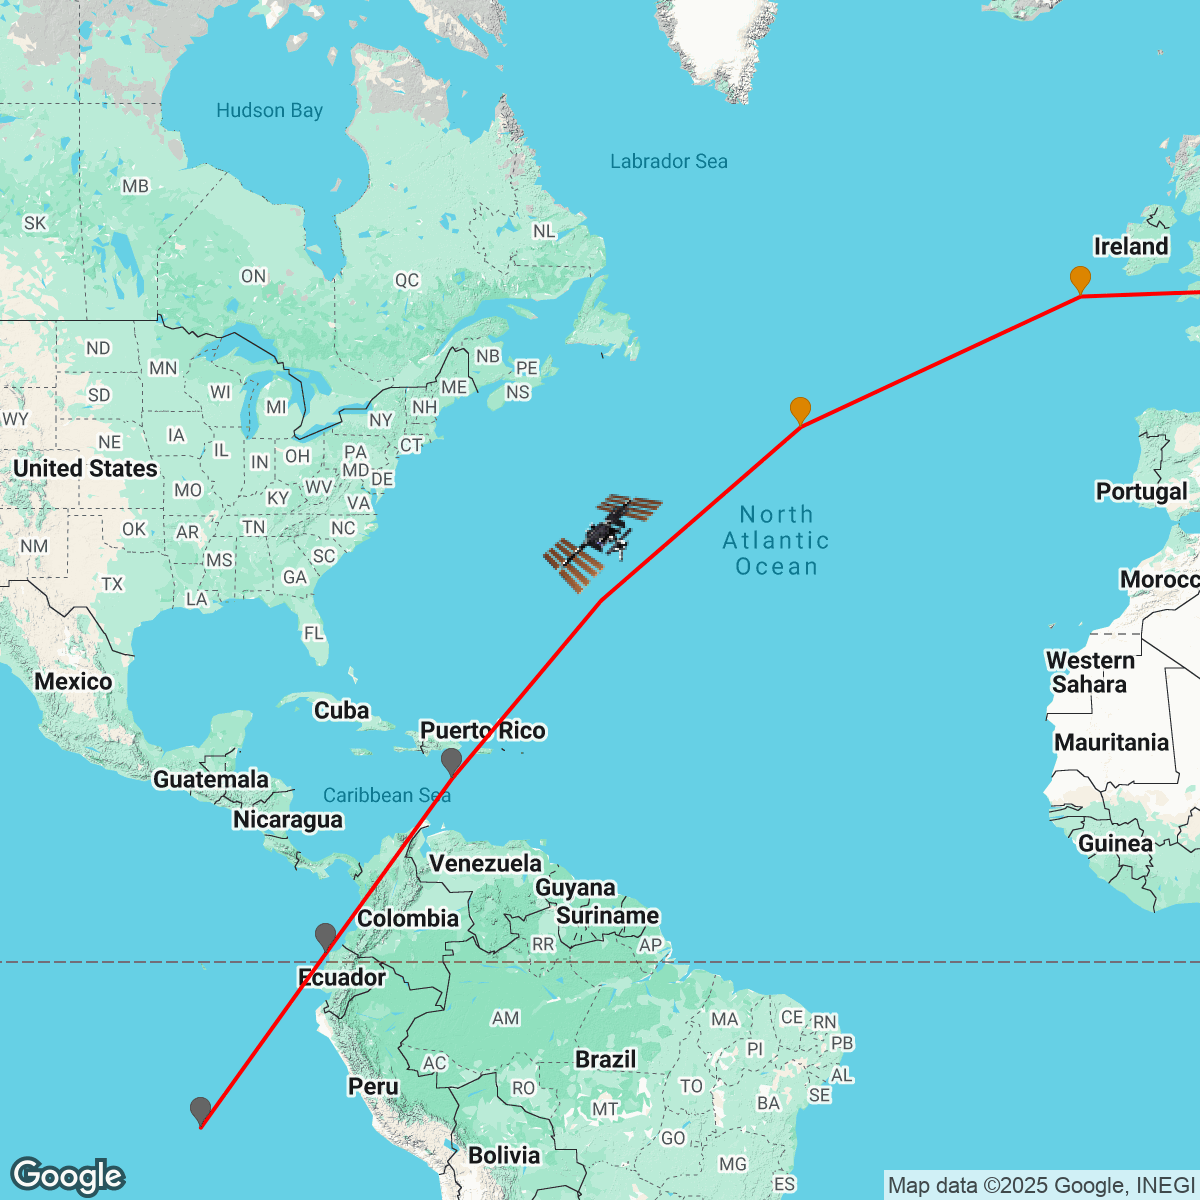 Hudson Bay
Labrador Sea
MB
SK
NL
Ireland
ON
QC
ND
NB
MN
PE
ME
SD
WI
NS
MI
NH
WY
NY
IA
NE
IL
OH
CT
PA
IN
United States
MD
DE
MO
WV
KY
Portugal
VA
North
Atlantic
Ocean
OK
TN
NC
AR
NM
SC
MS
GA
TX
Morocc
LA
FL
Western
Sahara
Mexico
Cuba
Puerto Rico
Mauritania
Guatemala
Caribbean Sea
Nicaragua
Guinea
Venezuela
Guyana
Suriname
Colombia
RR
AP
Ecuador
AM
MA
CE
RN
PB
PI
Brazil
AC
AL
Peru
RO
TO
SE
MT
BA
GO
Bolivia
MG
ES
Google
Map data ©2025 Google, INEGI